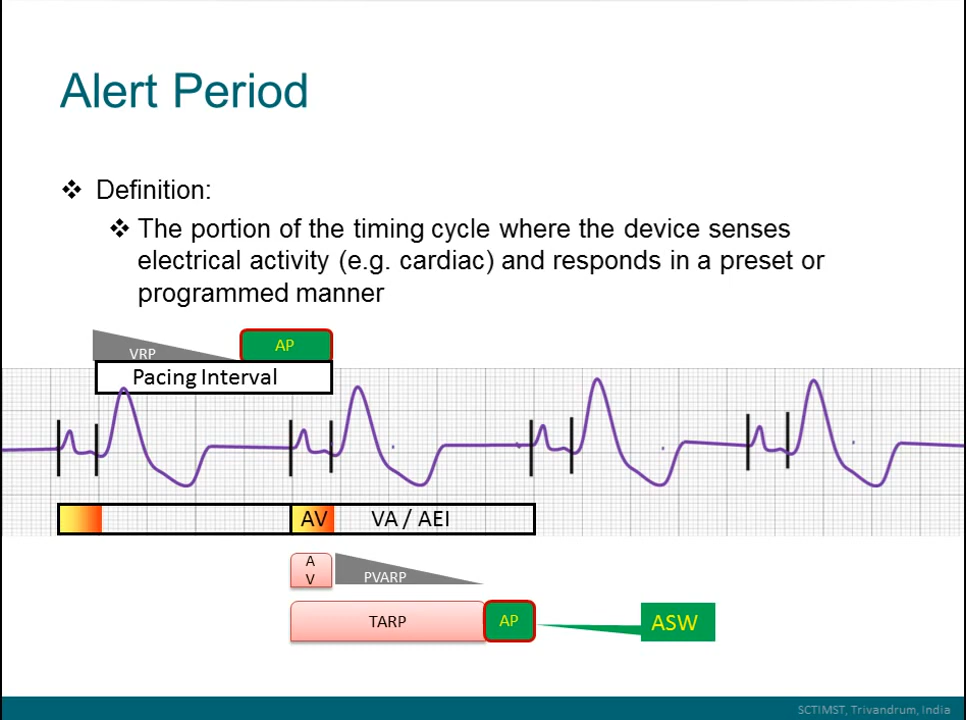 Alert Period
❖ Definition:
❖ The portion of the timing cycle where the device senses
electrical activity (e.g. cardiac) and responds in a preset or
programmed manner
VRP
AP
Pacing Interval
AV
VA / AEI
A
V
PVARP
TARP
AP
ASW
SCTIMST, Trivandrum, India